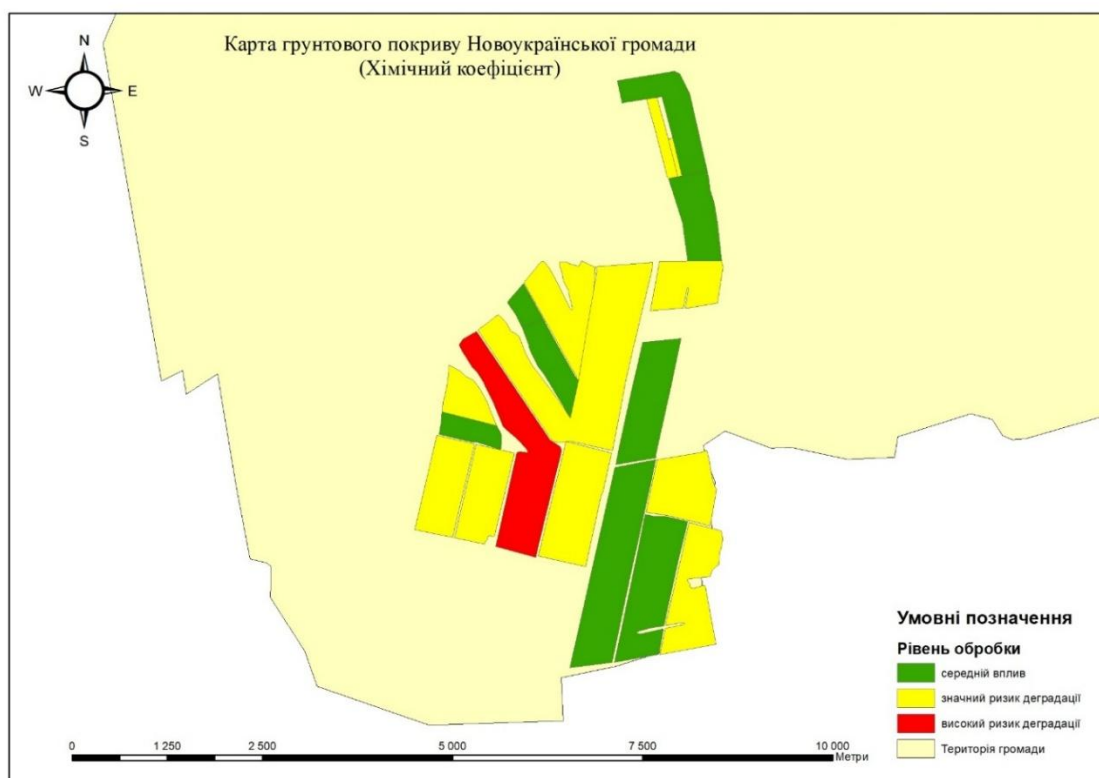 Карта грунтового покриву Новоукраїнської громади
(Хімічний коефіцієнт)
N
W E
S
Умовні позначення
Рівень обробки
середній вплив
значний ризик деградації
високий ризик деградації
Територія громади
0 1 250 2 500 5 000 7 500 10 000
Метри